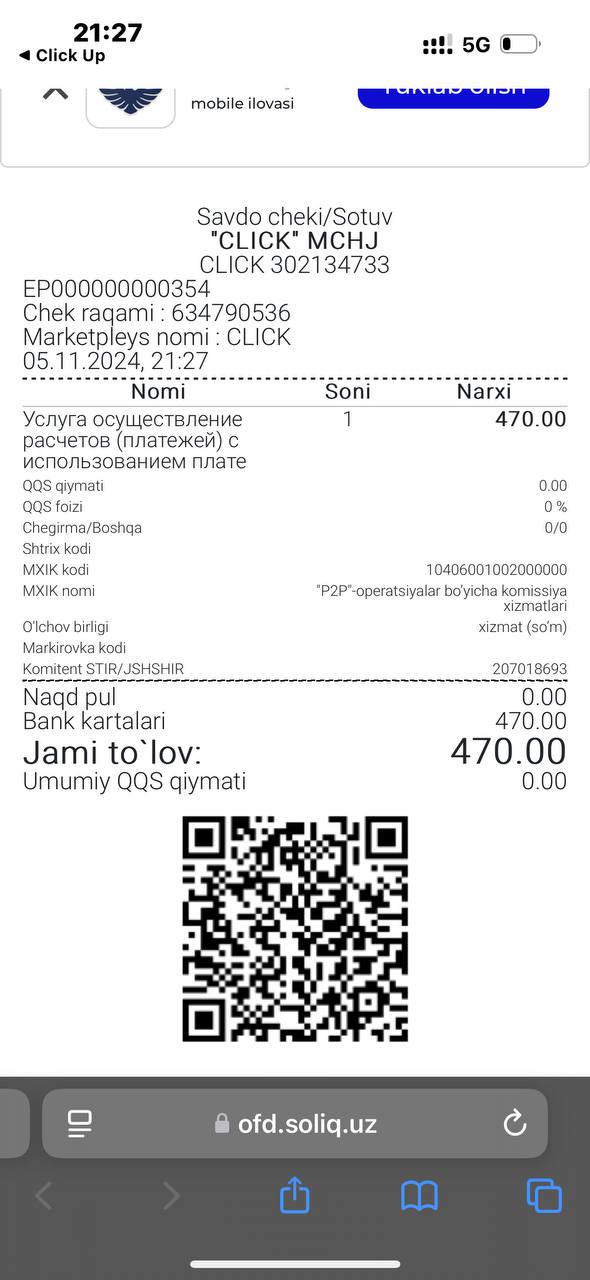 21:27
◀ Click Up
5G
mobile ilovasi
Yuklab olish
Savdo cheki/Sotuv
"CLICK" MCHJ
CLICK 302134733
EP000000000354
Chek raqami : 634790536
Marketpleys nomi : CLICK
05.11.2024, 21:27
Nomi Soni Narxi
Услуга осуществление 1 470.00
расчетов (платежей) с
использованием плате
QQS qiymati 0.00
QQS foizi 0 %
Chegirma/Boshqa 0/0
Shtrix kodi
MXIK kodi 10406001002000000
MXIK nomi "P2P"-operatsiyalar bo‘yicha komissiya
xizmatlari
O‘lchov birligi xizmat (so‘m)
Markirovka kodi
Komitent STIR/JSHSHIR 207018693
Naqd pul 0.00
Bank kartalari 470.00
Jami to`lov: 470.00
Umumiy QQS qiymati 0.00
ofd.soliq.uz